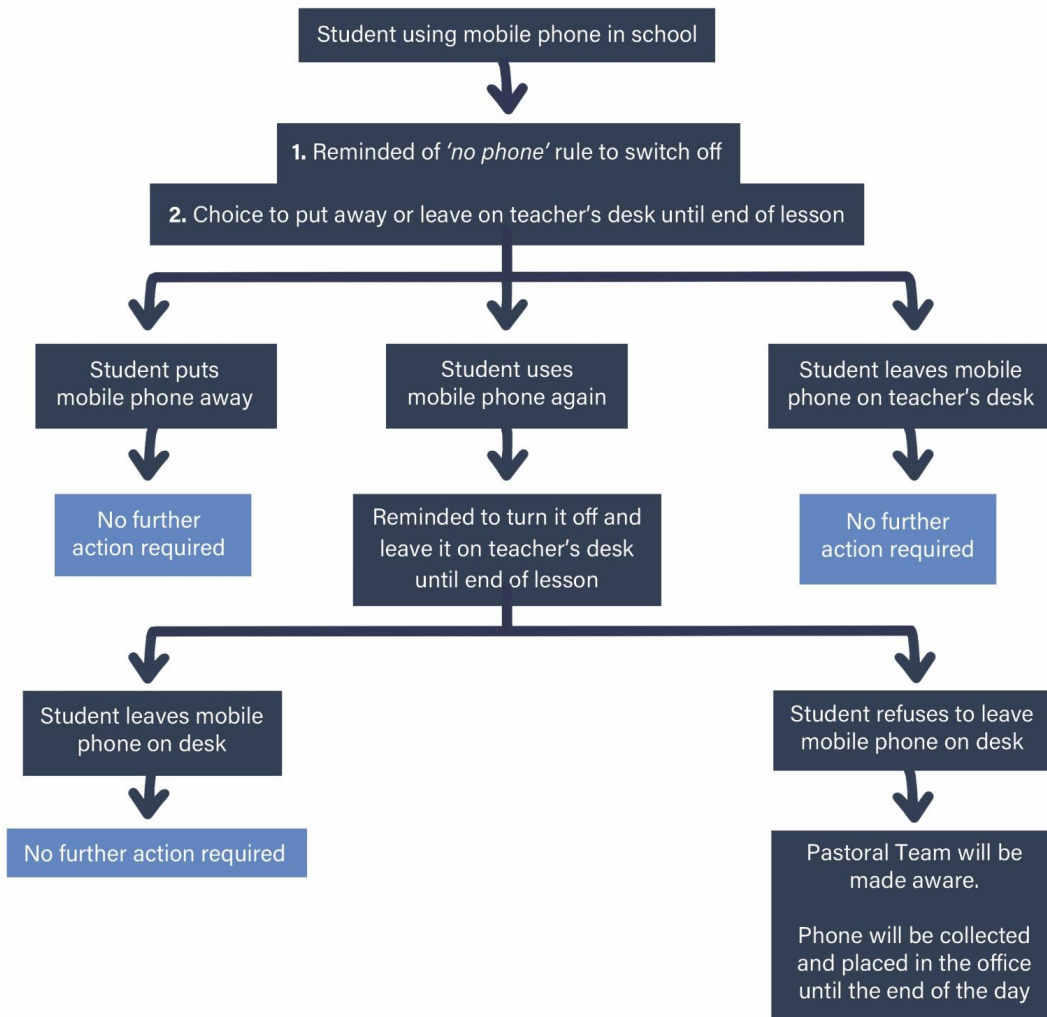 Student using mobile phone in school
1. Reminded of 'no phone' rule to switch off
2. Choice to put away or leave on teacher's desk until end of lesson
Student puts
mobile phone away
Student uses
mobile phone again
Student leaves mobile
phone on teacher's desk
No further
action required
Reminded to turn it off and
leave it on teacher's desk
until end of lesson
No further
action required
Student leaves mobile
phone on desk
Student refuses to leave
mobile phone on desk
No further action required
Pastoral Team will be
made aware.
Phone will be collected
and placed in the office
until the end of the day